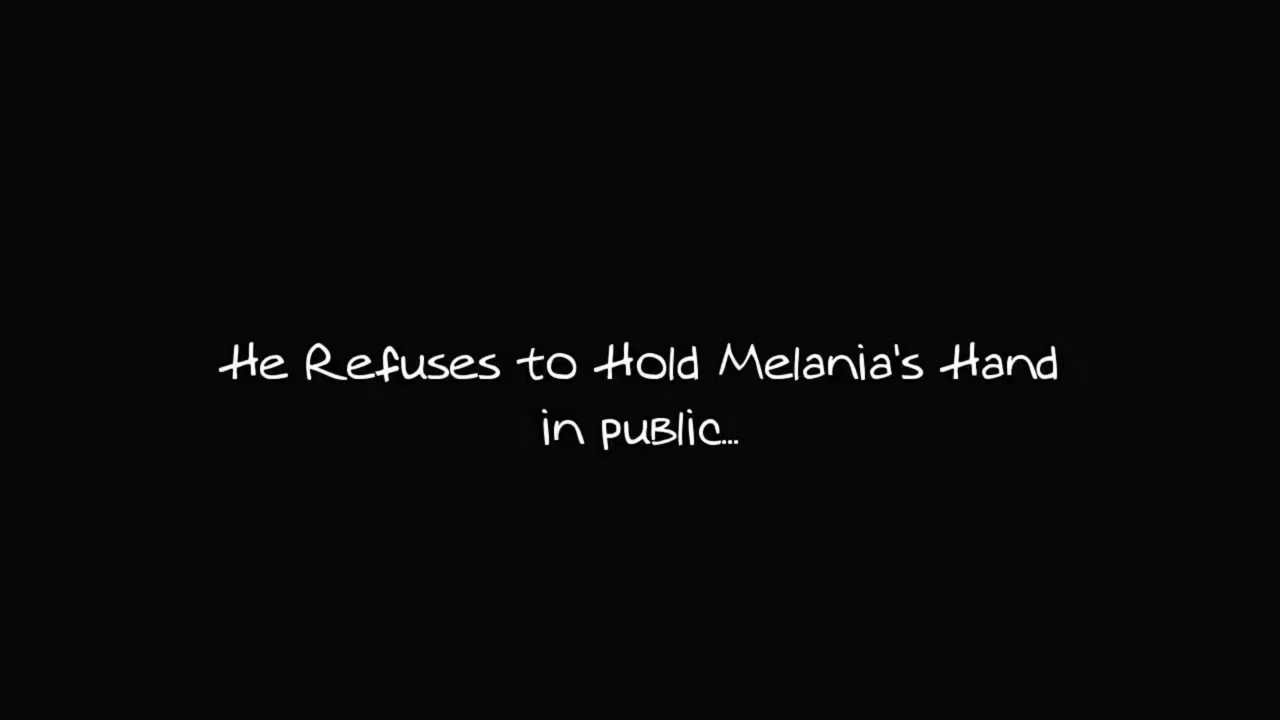 He Refuses to Hold Melania's Hand
in public...